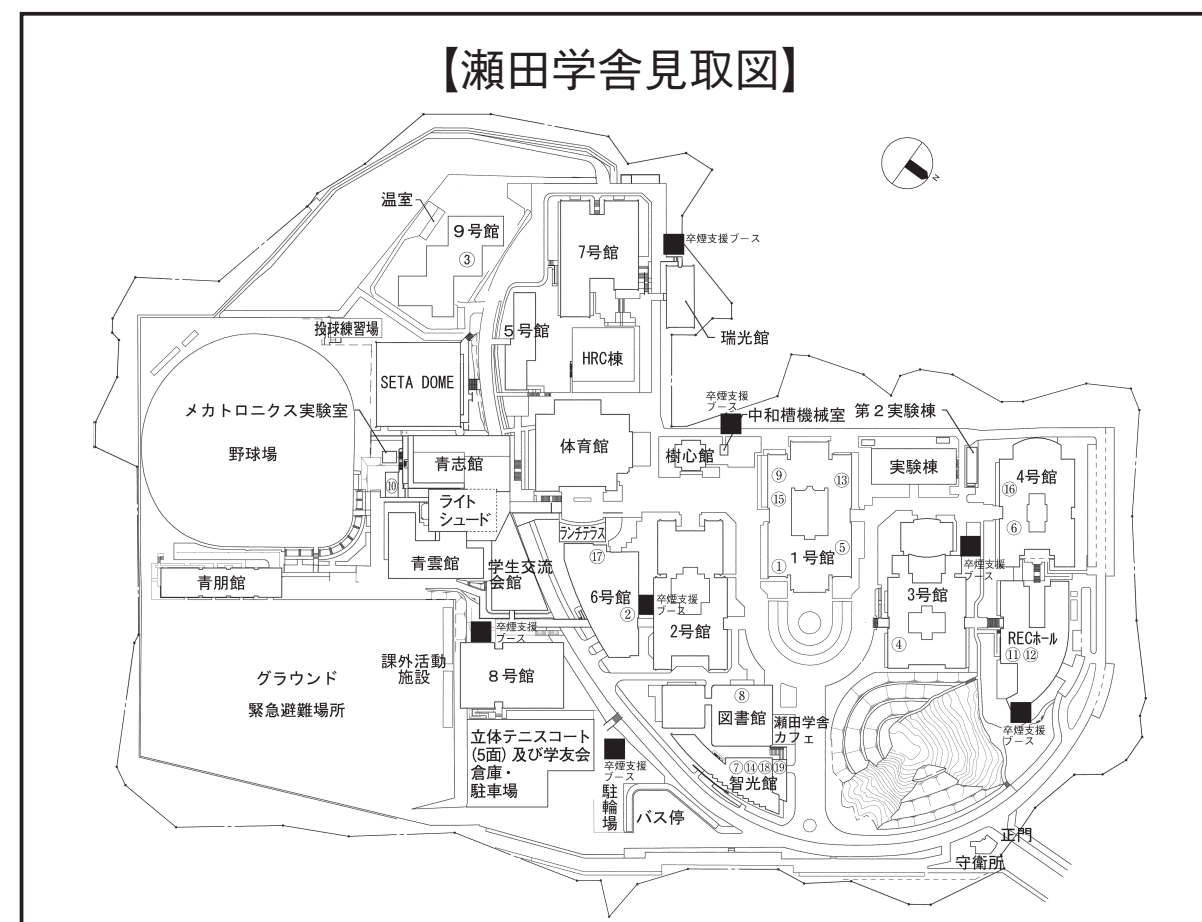 【瀬田学舎見取図】
N
温室
9号館
③
7号館
卒煙支援ブース
投球練習場
5号館
瑞光館
HRC棟
SETA DOME
卒煙支援
ブース
メカトロニクス実験室
中和槽機械室
第2実験棟
野球場
体育館
樹心館
青志館
⑩
⑨
⑬
実験棟
4号館
⑯
⑮
ライト
シュード
ランチテラス
⑥
⑰
⑤
1号館
青雲館
学生交流
会館
①
卒煙支援
ブース
青朋館
6号館
②
卒煙支援
ブース
3号館
2号館
卒煙支援
ブース
④
RECホール
⑪⑫
課外活動
施設
グラウンド
緊急避難場所
8号館
⑧
図書館
瀬田学舎
カフェ
卒煙支援
ブース
立体テニスコート
(5面)及び学友会
倉庫・
駐車場
卒煙支援
ブース
⑦⑭⑱⑲
智光館
駐輪場
バス停
正門
守衛所